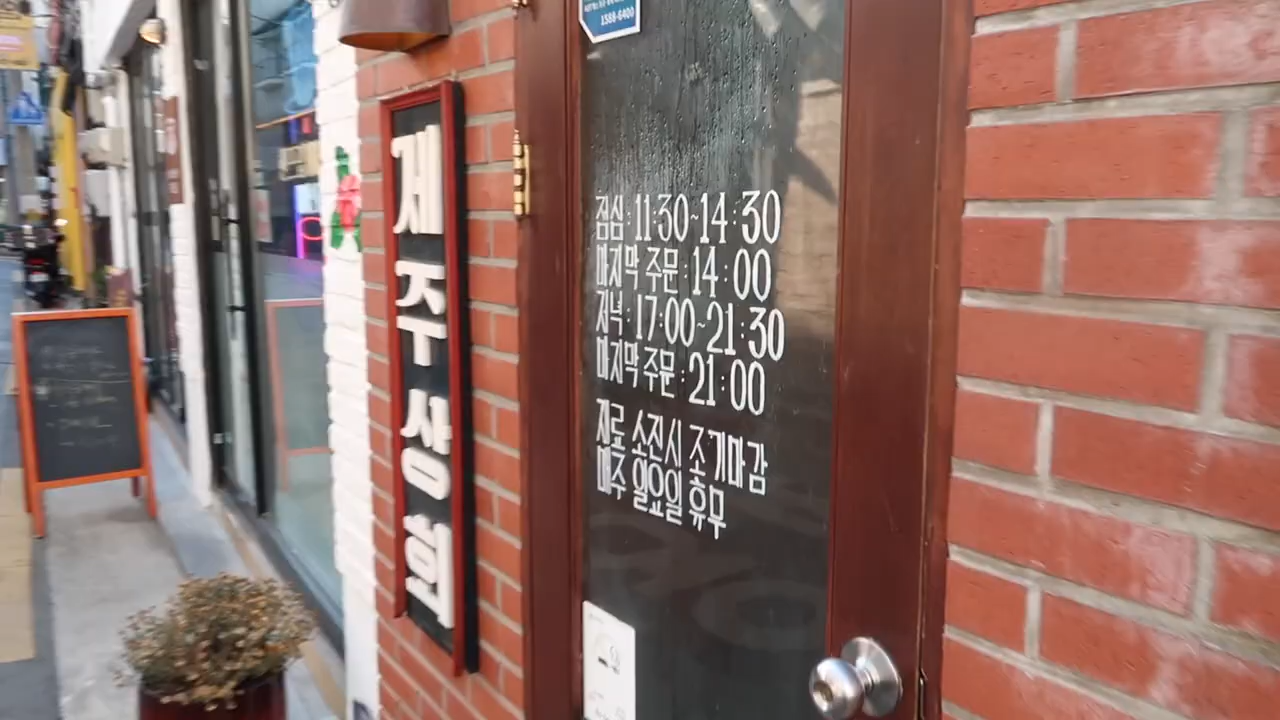 1588-6400
제주상회
점심:11:30~14:30
마지막 주문:14:00
저녁:17:00~21:30
마지막 주문:21:00
재료 소진시 조기마감
매주 일요일 휴무